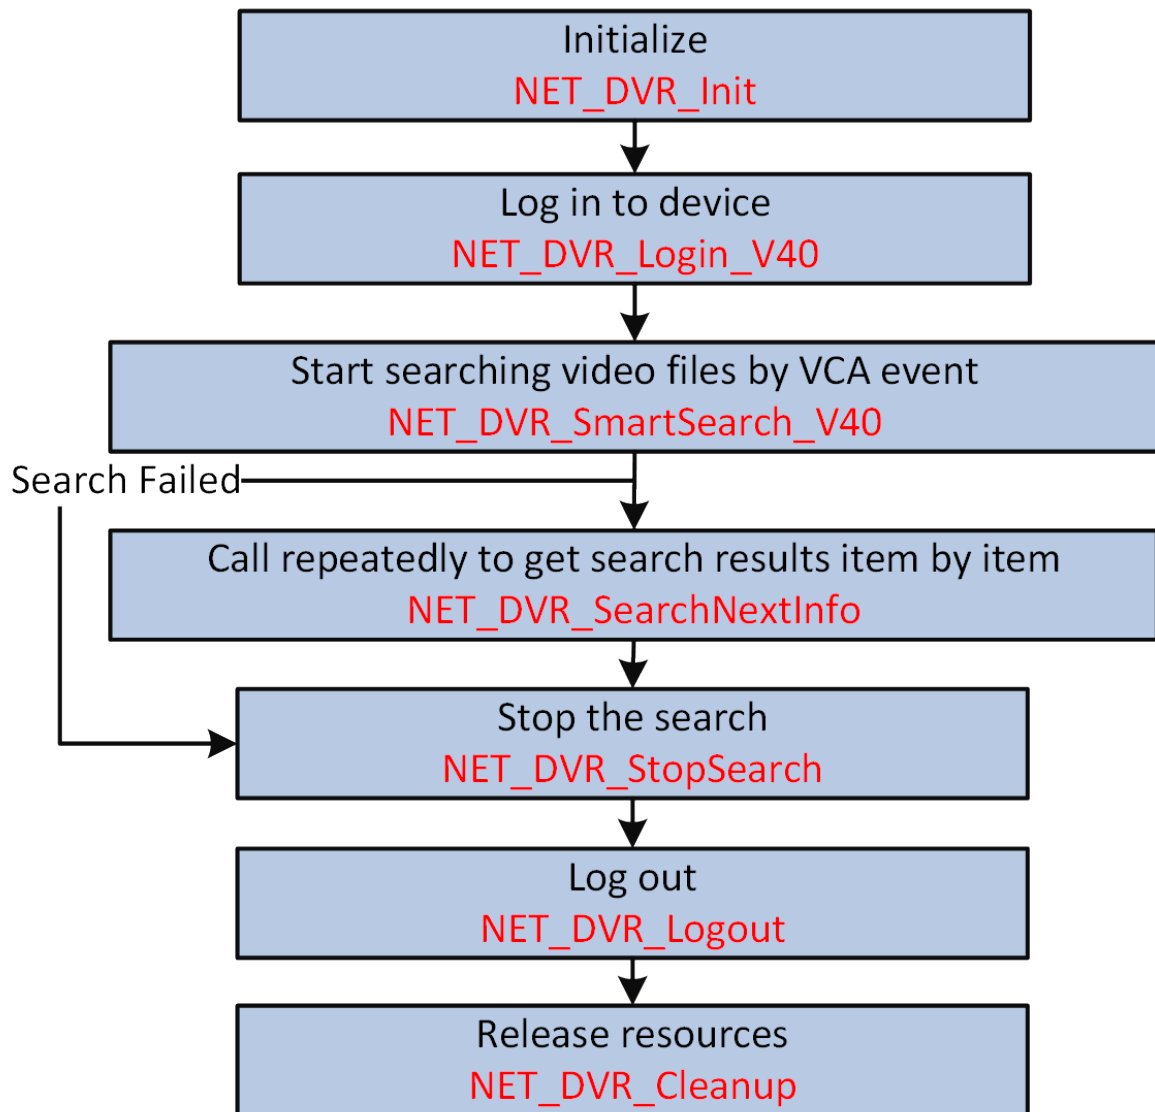 Initialize
NET_DVR_Init
Log in to device
NET_DVR_Login_V40
Start searching video files by VCA event
NET_DVR_SmartSearch_V40
Search Failed
Call repeatedly to get search results item by item
NET_DVR_SearchNextInfo
Stop the search
NET_DVR_StopSearch
Log out
NET_DVR_Logout
Release resources
NET_DVR_Cleanup